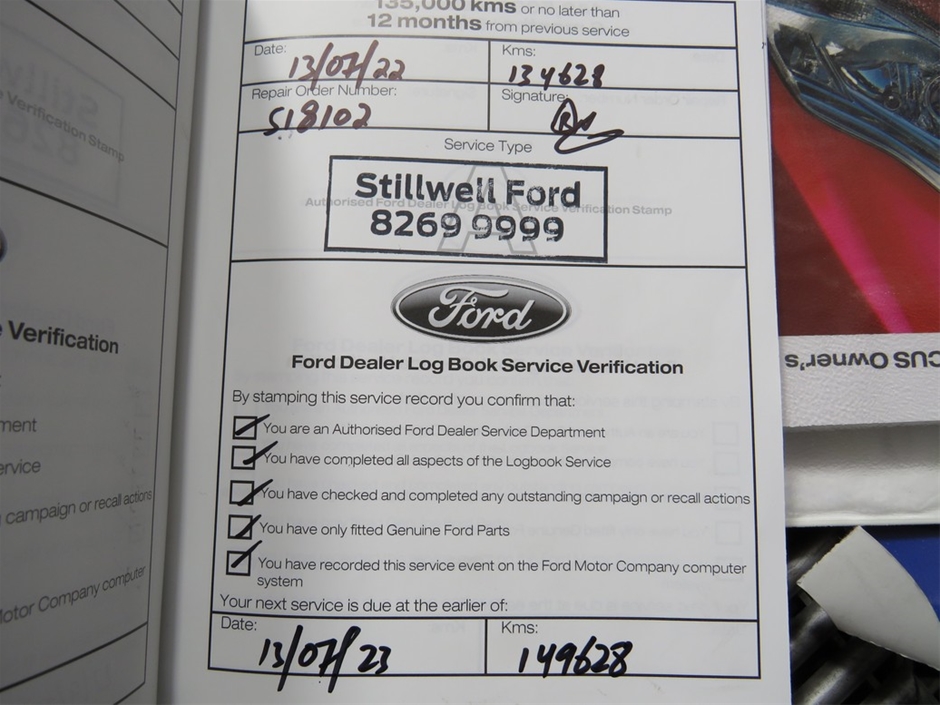 135,000 kms or no later than
12 months from previous service
Date: 13/07/22
Kms: 134628
Repair Order Number: S18102
Signature:
Service Type
Authorised Ford Dealer Log Book Service Verification Stamp
Stillwell Ford
8269 9999
Ford
Ford Dealer Log Book Service Verification
By stamping this service record you confirm that:
You are an Authorised Ford Dealer Service Department
You have completed all aspects of the Logbook Service
You have checked and completed any outstanding campaign or recall actions
You have only fitted Genuine Ford Parts
You have recorded this service event on the Ford Motor Company computer
system
Your next service is due at the earlier of:
Date: 13/07/23
Kms: 149628
Verification Stamp
Verification
ment
ervice
campaign or recall actions
Motor Company computer
CUS Owner's